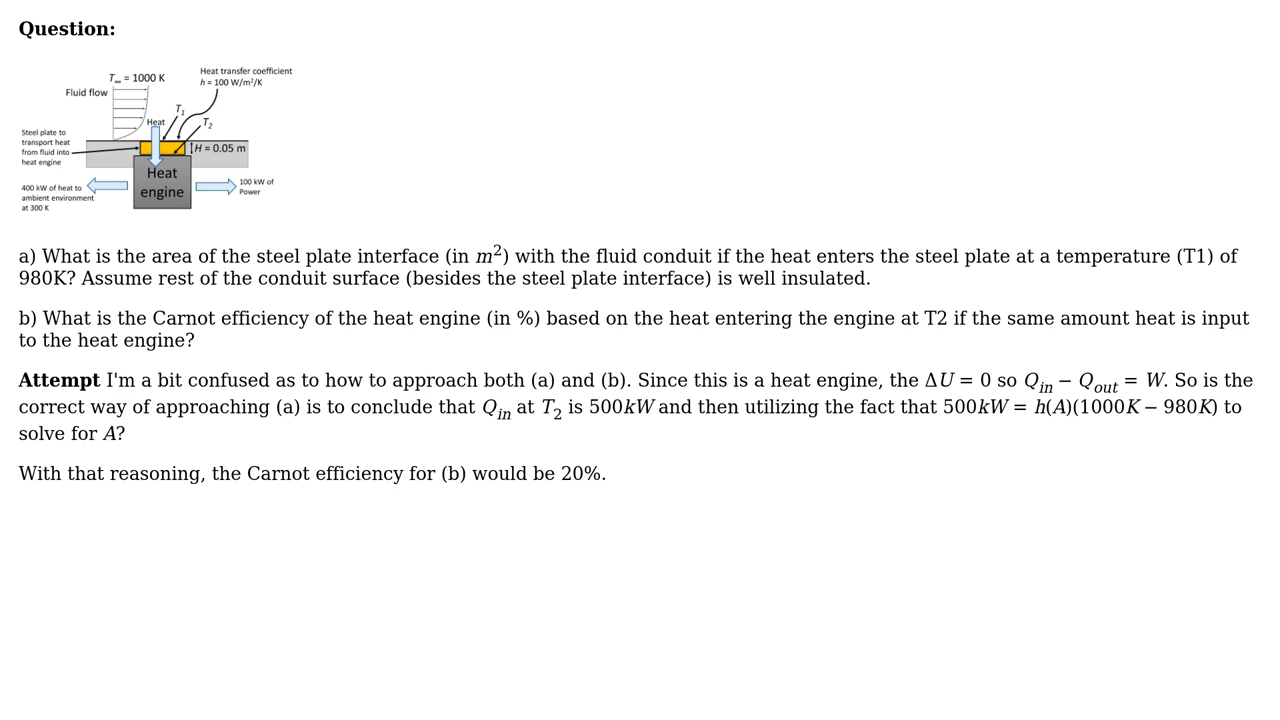 Question:
T∞ = 1000 K
Heat transfer coefficient
h = 100 W/m²/K
Fluid flow
T₁
Heat
T₂
Steel plate to
transport heat
from fluid into
heat engine
H = 0.05 m
Heat
engine
400 kW of heat to
ambient environment
at 300 K
100 kW of
Power
a) What is the area of the steel plate interface (in m²) with the fluid conduit if the heat enters the steel plate at a temperature (T1) of
980K? Assume rest of the conduit surface (besides the steel plate interface) is well insulated.
b) What is the Carnot efficiency of the heat engine (in %) based on the heat entering the engine at T2 if the same amount heat is input
to the heat engine?
Attempt I'm a bit confused as to how to approach both (a) and (b). Since this is a heat engine, the ΔU = 0 so Q_in − Q_out = W. So is the
correct way of approaching (a) is to conclude that Q_in at T₂ is 500kW and then utilizing the fact that 500kW = h(A)(1000K − 980K) to
solve for A?
With that reasoning, the Carnot efficiency for (b) would be 20%.